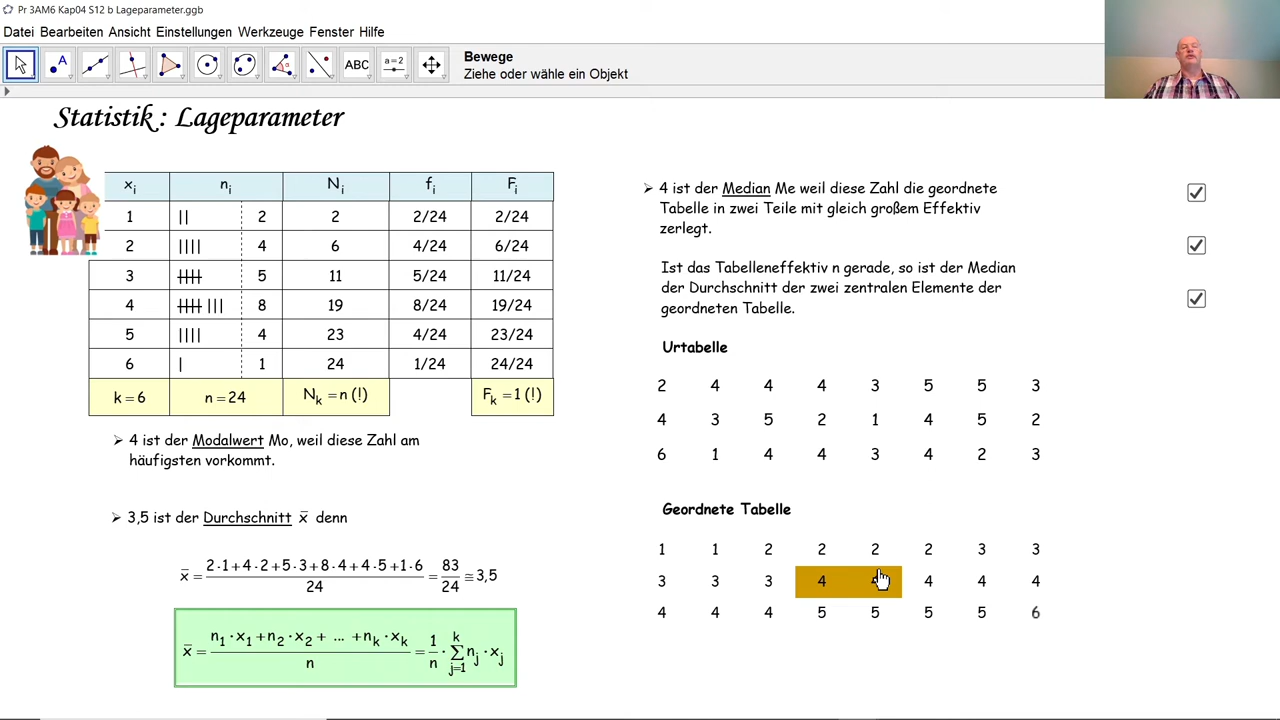 Pr 3AM6 Kap04 S12 b Lageparameter.ggb
Datei Bearbeiten Ansicht Einstellungen Werkzeuge Fenster Hilfe
A
α
ABC
a=2
Bewege
Ziehe oder wähle ein Objekt
Statistik : Lageparameter
xᵢ nᵢ Nᵢ fᵢ Fᵢ
1 || 2 2 2/24 2/24
2 |||| 4 6 4/24 6/24
3 5 11 5/24 11/24
4 ||| 8 19 8/24 19/24
5 |||| 4 23 4/24 23/24
6 | 1 24 1/24 24/24
k = 6 n = 24 Nₖ = n (!) Fₖ = 1 (!)
➢ 4 ist der Modalwert Mo, weil diese Zahl am
häufigsten vorkommt.
➢ 3,5 ist der Durchschnitt x̄ denn
x̄ = (2·1+4·2+5·3+8·4+4·5+1·6)/24 = 83/24 ≅ 3,5
x̄ = (n₁·x₁+n₂·x₂+ ... +nₖ·xₖ)/n = 1/n · ∑ⱼ₌₁ᵏ nⱼ·xⱼ
➢ 4 ist der Median Me weil diese Zahl die geordnete
Tabelle in zwei Teile mit gleich großem Effektiv
zerlegt.
Ist das Tabelleneffektiv n gerade, so ist der Median
der Durchschnitt der zwei zentralen Elemente der
geordneten Tabelle.
Urtabelle
2 4 4 4 3 5 5 3
4 3 5 2 1 4 5 2
6 1 4 4 3 4 2 3
Geordnete Tabelle
1 1 2 2 2 2 3 3
3 3 3 4 4 4 4
4 4 4 5 5 5 5 6